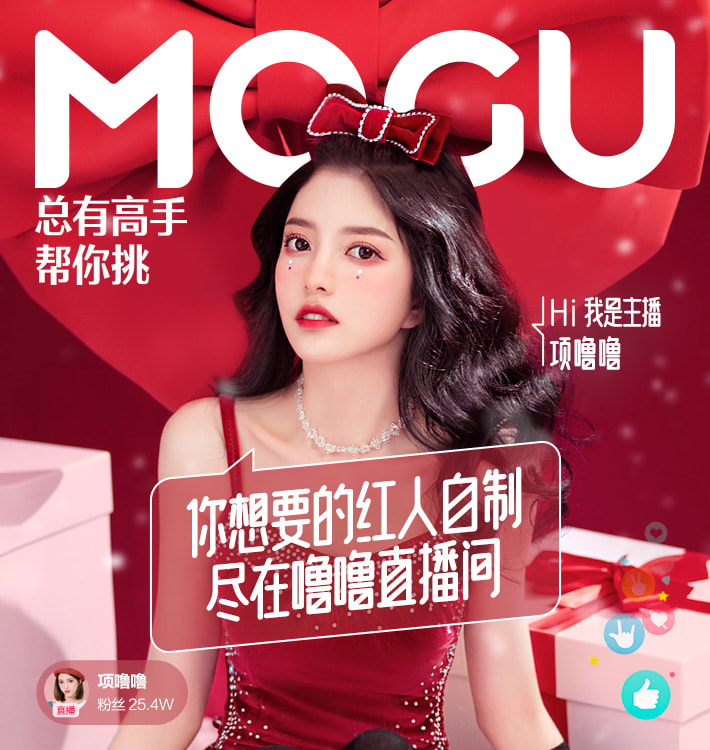 MOGU
总有高手
帮你挑
Hi 我是主播
项噜噜
你想要的红人自制
尽在噜噜直播间
项噜噜
直播
粉丝 25.4W